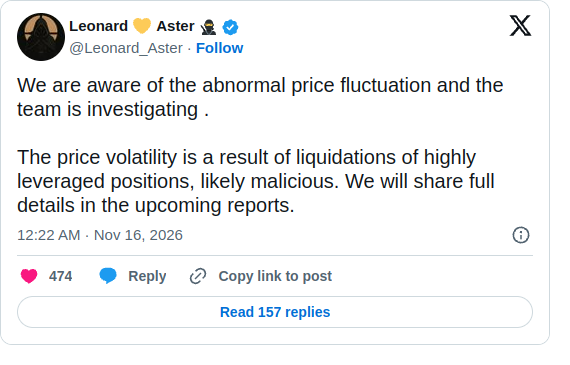 Leonard 💛 Aster 🥷
@Leonard_Aster · Follow
We are aware of the abnormal price fluctuation and the
team is investigating .
The price volatility is a result of liquidations of highly
leveraged positions, likely malicious. We will share full
details in the upcoming reports.
12:22 AM · Nov 16, 2026
474 Reply Copy link to post
Read 157 replies